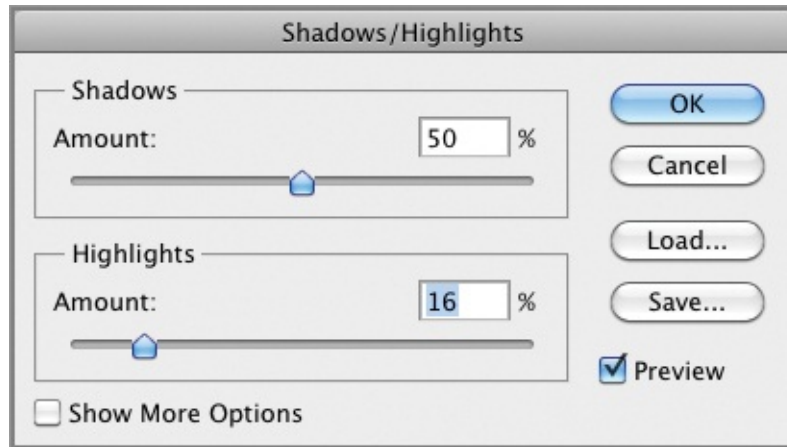 Shadows/Highlights
Shadows
Amount: 50 %
Highlights
Amount: 16 %
Show More Options
OK
Cancel
Load...
Save...
Preview